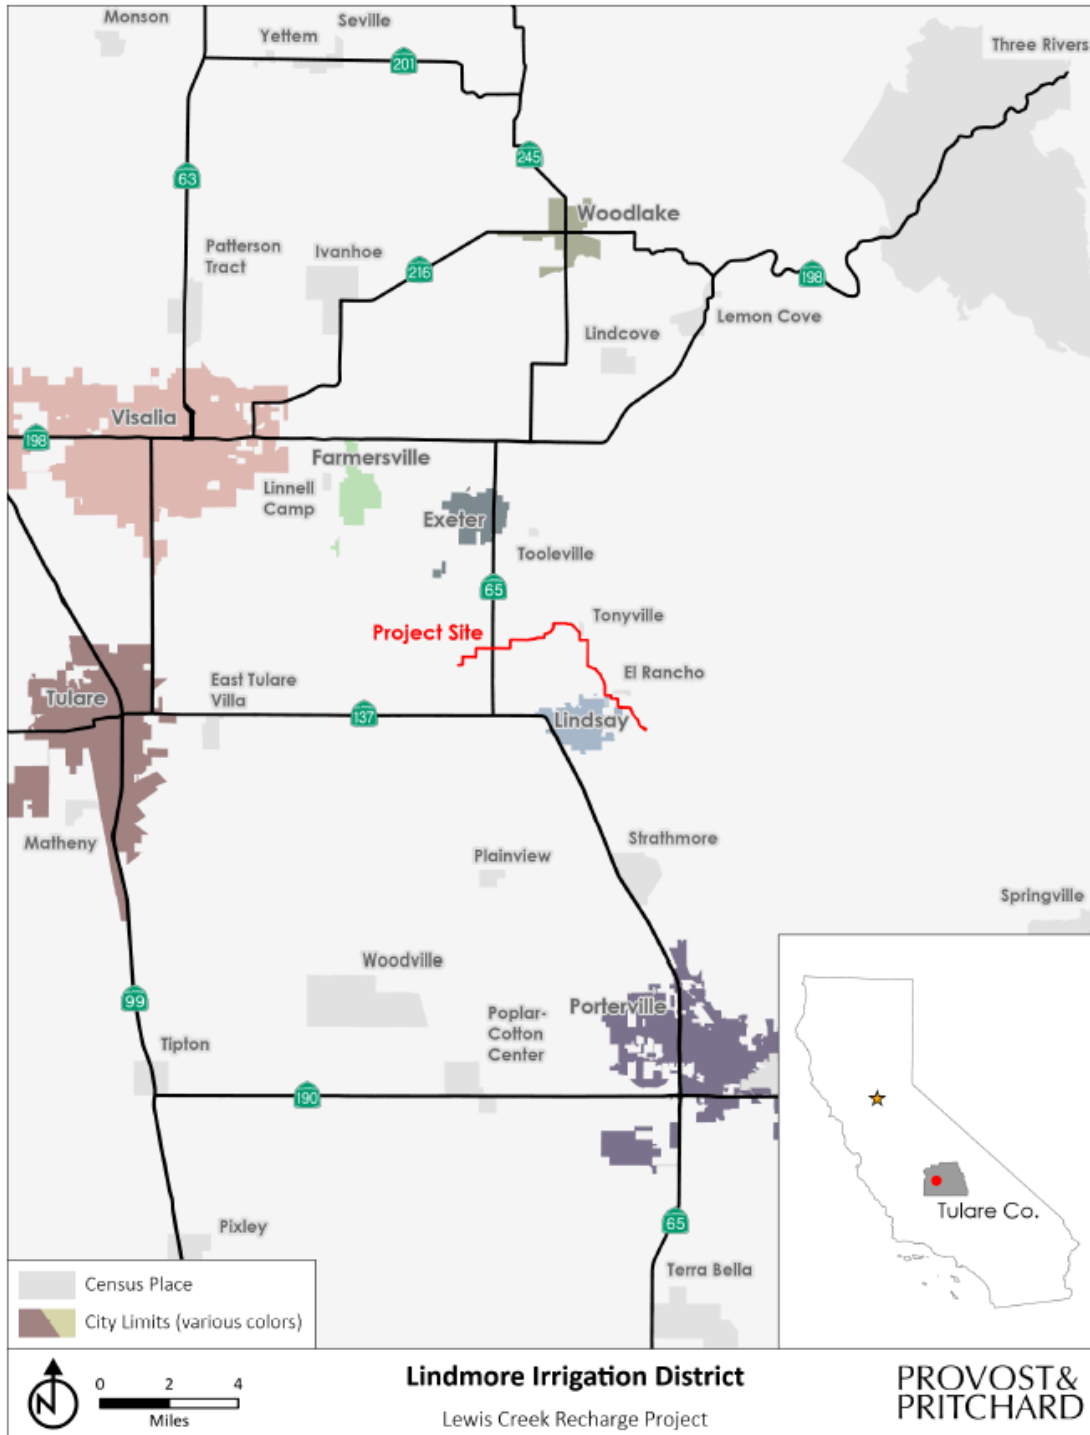 Monson
Seville
Yettem
201
Three Rivers
245
63
Woodlake
Patterson
Tract
Ivanhoe
216
198
Lemon Cove
Lindcove
Visalia
198
Farmersville
Linnell
Camp
Exeter
Tooleville
65
Tonyville
Project Site
El Rancho
East Tulare
Villa
Tulare
137
Lindsay
Matheny
Strathmore
Plainview
Springville
Woodville
99
Poplar-
Cotton
Center
Porterville
Tipton
190
Tulare Co.
Pixley
65
Terra Bella
Census Place
City Limits (various colors)
N
0 2 4
Miles
Lindmore Irrigation District
Lewis Creek Recharge Project
PROVOST&
PRITCHARD